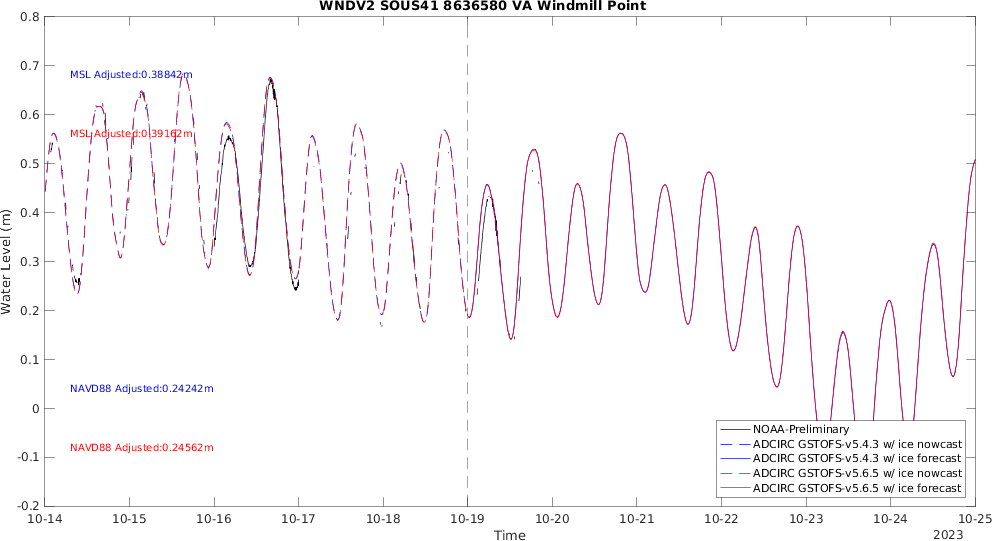 WNDV2 SOUS41 8636580 VA Windmill Point
0.8
0.7
MSL Adjusted:0.38842m
0.6
MSL Adjusted:0.39162m
0.5
0.4
0.3
0.2
0.1
NAVD88 Adjusted:0.24242m
0
NAVD88 Adjusted:0.24562m
-0.1
-0.2
Water Level (m)
NOAA-Preliminary
ADCIRC GSTOFS-v5.4.3 w/ ice nowcast
ADCIRC GSTOFS-v5.4.3 w/ ice forecast
ADCIRC GSTOFS-v5.6.5 w/ ice nowcast
ADCIRC GSTOFS-v5.6.5 w/ ice forecast
10-14 10-15 10-16 10-17 10-18 10-19 10-20 10-21 10-22 10-23 10-24 10-25
Time
2023